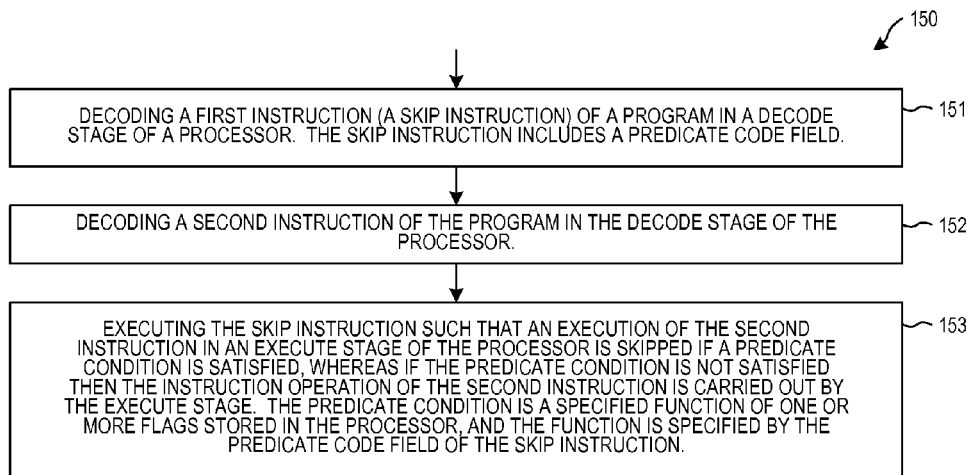 150
DECODING A FIRST INSTRUCTION (A SKIP INSTRUCTION) OF A PROGRAM IN A DECODE
STAGE OF A PROCESSOR. THE SKIP INSTRUCTION INCLUDES A PREDICATE CODE FIELD.
151
DECODING A SECOND INSTRUCTION OF THE PROGRAM IN THE DECODE STAGE OF THE
PROCESSOR.
152
EXECUTING THE SKIP INSTRUCTION SUCH THAT AN EXECUTION OF THE SECOND
INSTRUCTION IN AN EXECUTE STAGE OF THE PROCESSOR IS SKIPPED IF A PREDICATE
CONDITION IS SATISFIED, WHEREAS IF THE PREDICATE CONDITION IS NOT SATISFIED
THEN THE INSTRUCTION OPERATION OF THE SECOND INSTRUCTION IS CARRIED OUT BY
THE EXECUTE STAGE. THE PREDICATE CONDITION IS A SPECIFIED FUNCTION OF ONE OR
MORE FLAGS STORED IN THE PROCESSOR, AND THE FUNCTION IS SPECIFIED BY THE
PREDICATE CODE FIELD OF THE SKIP INSTRUCTION.
153